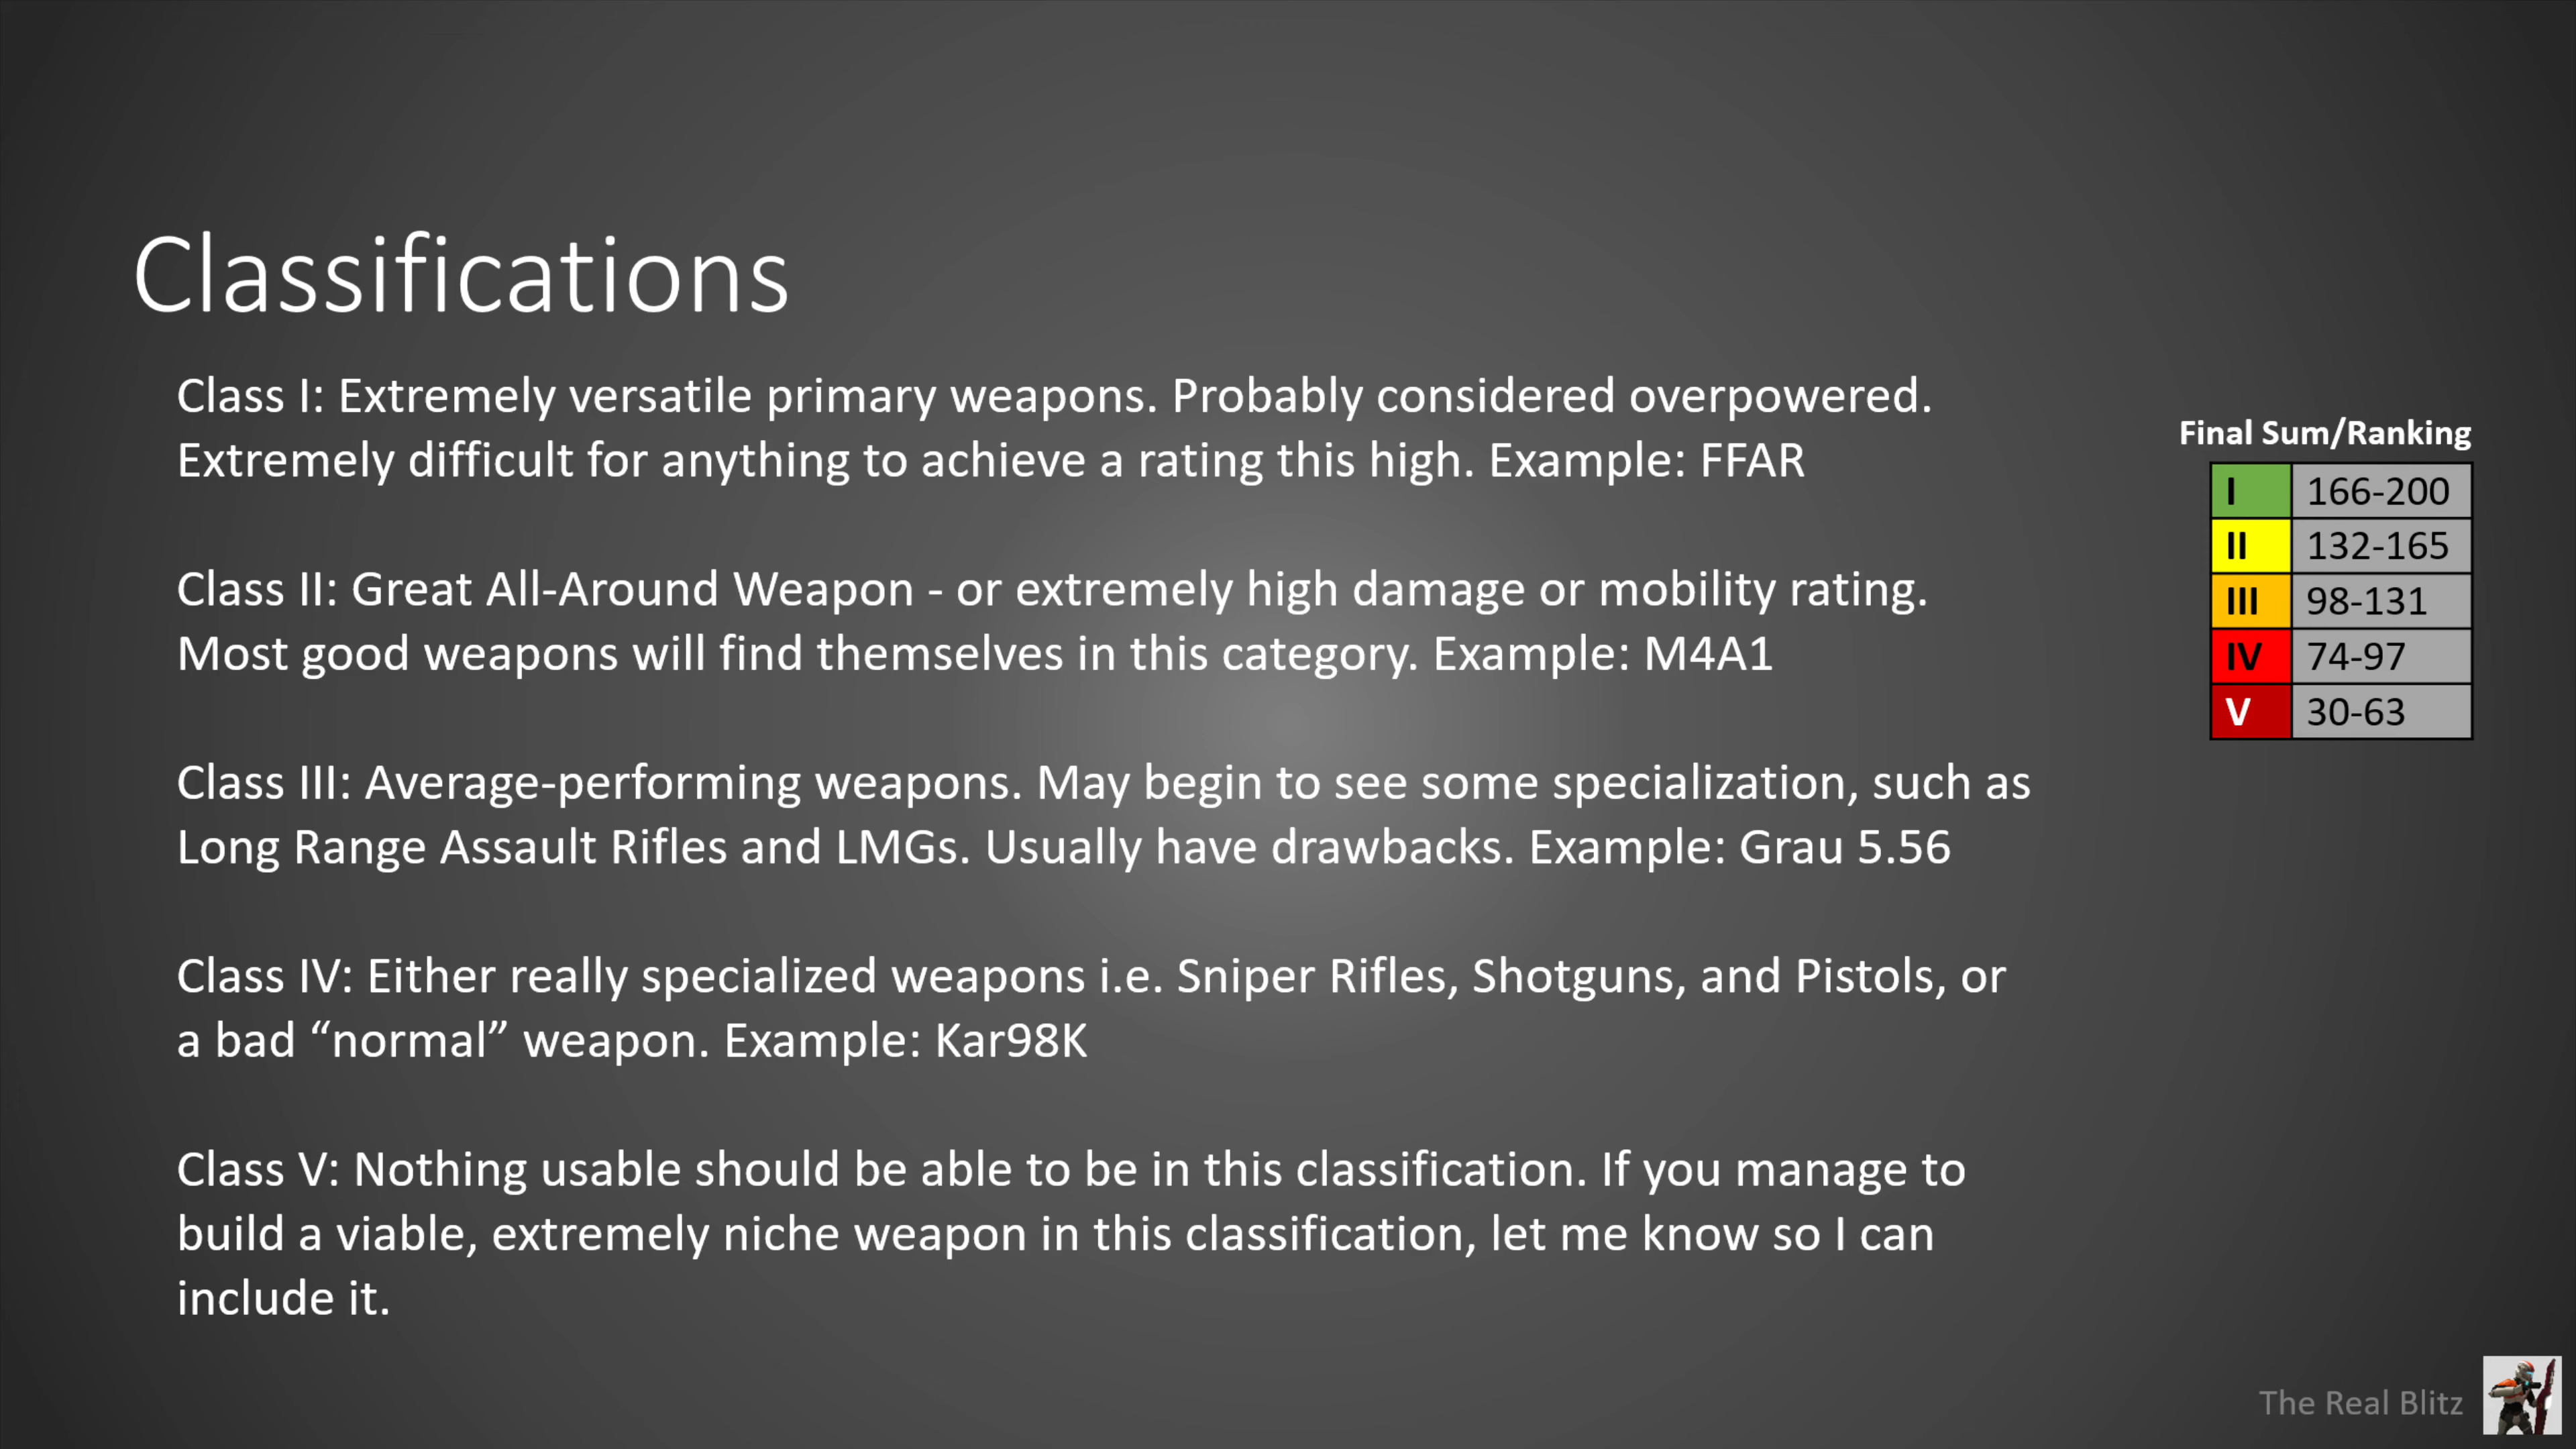 Classifications
Class I: Extremely versatile primary weapons. Probably considered overpowered.
Extremely difficult for anything to achieve a rating this high. Example: FFAR
Class II: Great All-Around Weapon - or extremely high damage or mobility rating.
Most good weapons will find themselves in this category. Example: M4A1
Class III: Average-performing weapons. May begin to see some specialization, such as
Long Range Assault Rifles and LMGs. Usually have drawbacks. Example: Grau 5.56
Class IV: Either really specialized weapons i.e. Sniper Rifles, Shotguns, and Pistols, or
a bad “normal” weapon. Example: Kar98K
Class V: Nothing usable should be able to be in this classification. If you manage to
build a viable, extremely niche weapon in this classification, let me know so I can
include it.
Final Sum/Ranking
I 166-200
II 132-165
III 98-131
IV 74-97
V 30-63
The Real Blitz